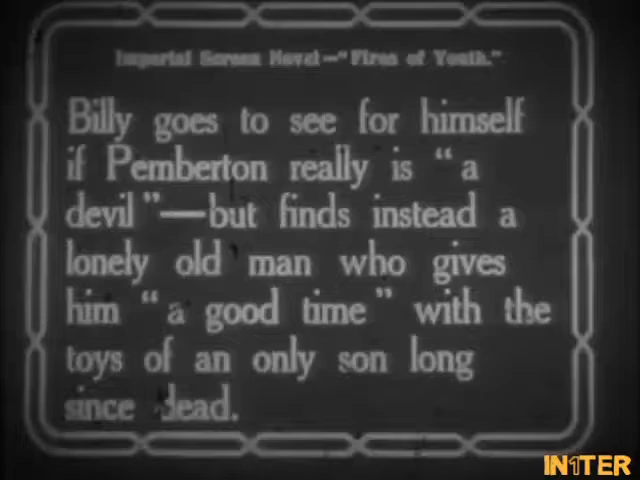 Imperial Screen Novel—"Fires of Youth."
Billy goes to see for himself
if Pemberton really is "a
devil"—but finds instead a
lonely old man who gives
him "a good time" with the
toys of an only son long
since dead.
IN1TER